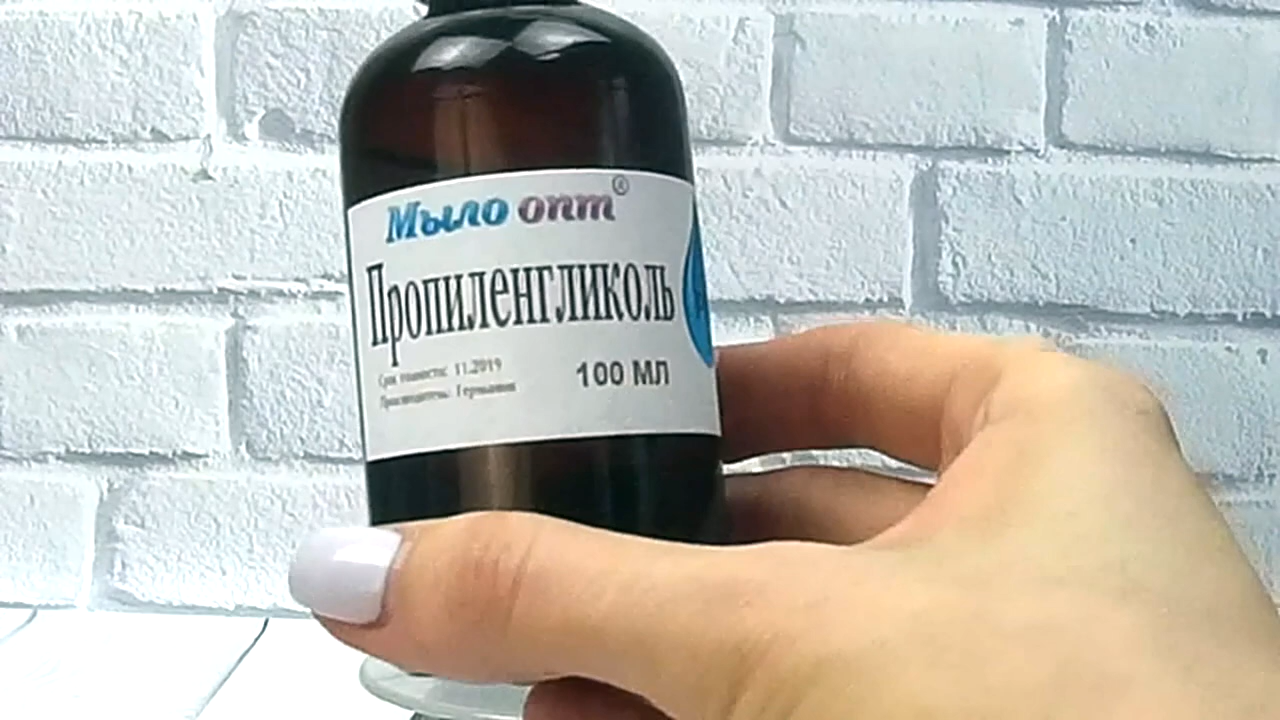 Мыло опт®
Пропиленгликоль
Срок годности: 11.2019
100 МЛ
Производитель: Германия